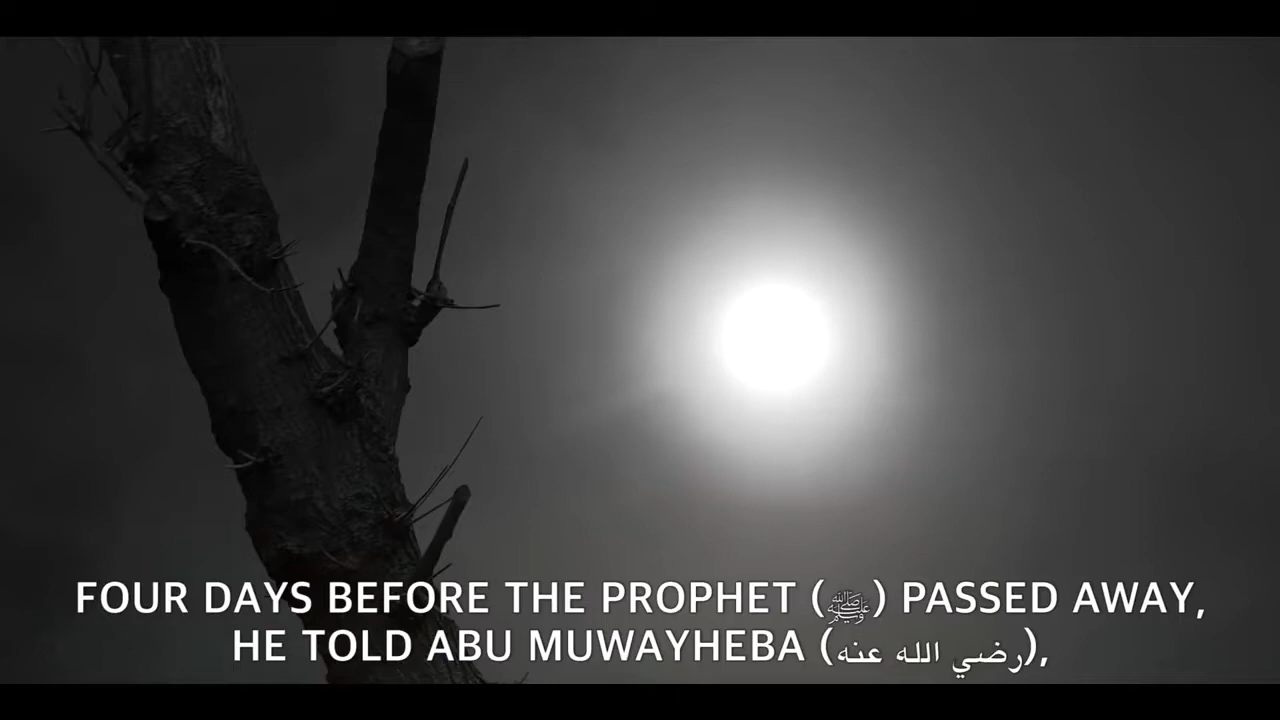 FOUR DAYS BEFORE THE PROPHET (ﷺ) PASSED AWAY,
HE TOLD ABU MUWAYHEBA (رضي الله عنه),